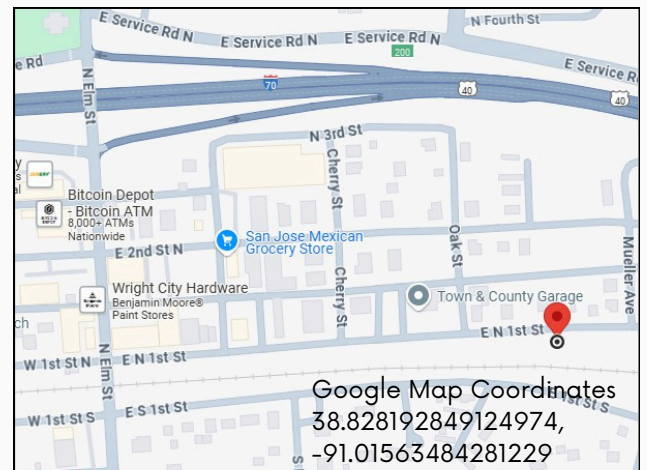 E Service Rd N
E Service Rd N
E Service Rd N
N Fourth St
200
E Service R
e Rd
70
40
40
N Elm St
N 3rd St
Cherry St
Bitcoin Depot
- Bitcoin ATM
8,000+ ATMs
Nationwide
San Jose Mexican
Grocery Store
E 2nd St N
Oak St
Mueller Ave
Cherry St
Wright City Hardware
Benjamin Moore®
Paint Stores
Town & County Garage
ch
E N 1st St
W 1st St N
E N 1st St
N Elm St
Google Map Coordinates
38.828192849124974,
-91.01563484281229
W 1st St S
E S 1st St